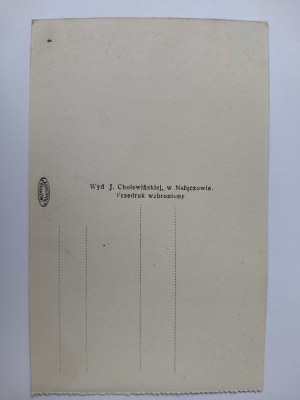 Wyd J. Cholewińskiej, w Nałęczowie.
Przedruk wzbroniony